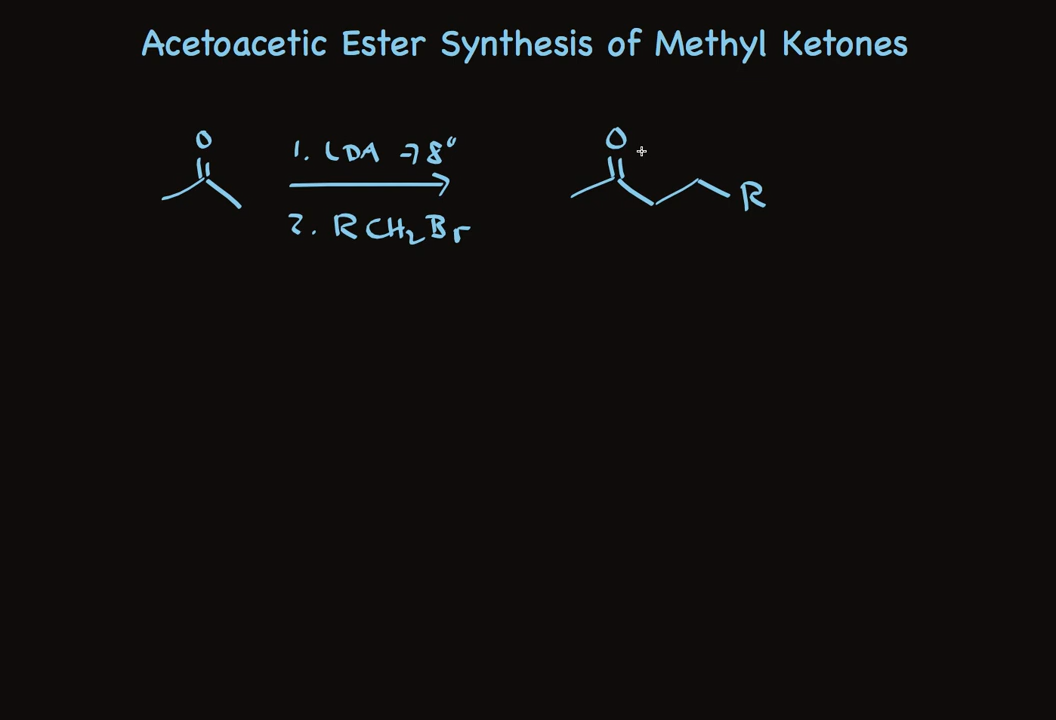 Acetoacetic Ester Synthesis of Methyl Ketones
O
1. LDA -78°
2. RCH₂Br
O
R